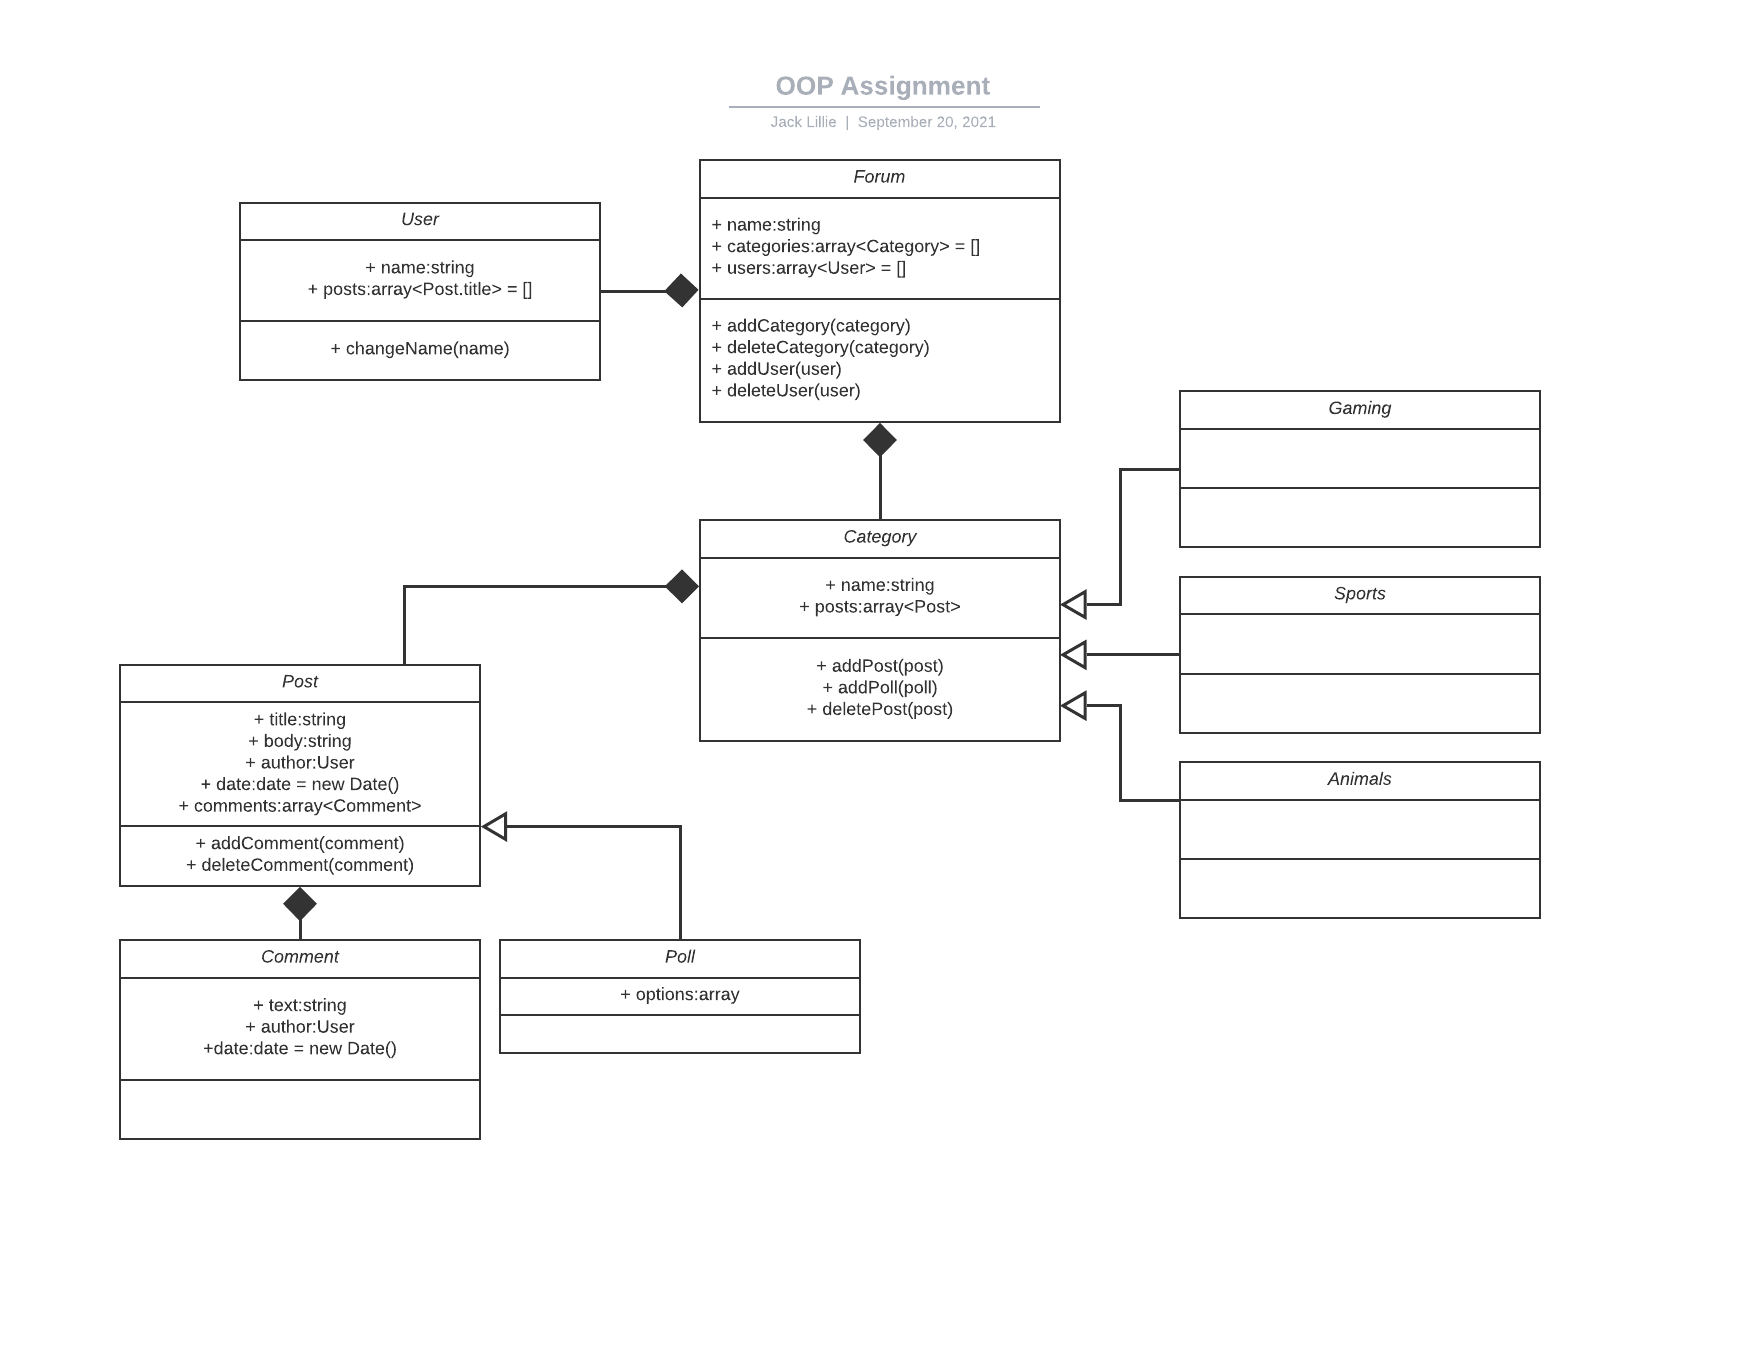 OOP Assignment
Jack Lillie | September 20, 2021
Forum
+ name:string
+ categories:array<Category> = []
+ users:array<User> = []
+ addCategory(category)
+ deleteCategory(category)
+ addUser(user)
+ deleteUser(user)
User
+ name:string
+ posts:array<Post.title> = []
+ changeName(name)
Gaming
Category
+ name:string
+ posts:array<Post>
+ addPost(post)
+ addPoll(poll)
+ deletePost(post)
Sports
Animals
Post
+ title:string
+ body:string
+ author:User
+ date:date = new Date()
+ comments:array<Comment>
+ addComment(comment)
+ deleteComment(comment)
Comment
+ text:string
+ author:User
+date:date = new Date()
Poll
+ options:array